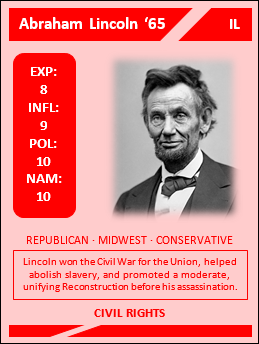 Abraham Lincoln ‘65 IL
EXP:
8
INFL:
9
POL:
10
NAM:
10
REPUBLICAN · MIDWEST · CONSERVATIVE
Lincoln won the Civil War for the Union, helped
abolish slavery, and promoted a moderate,
unifying Reconstruction before his assassination.
CIVIL RIGHTS